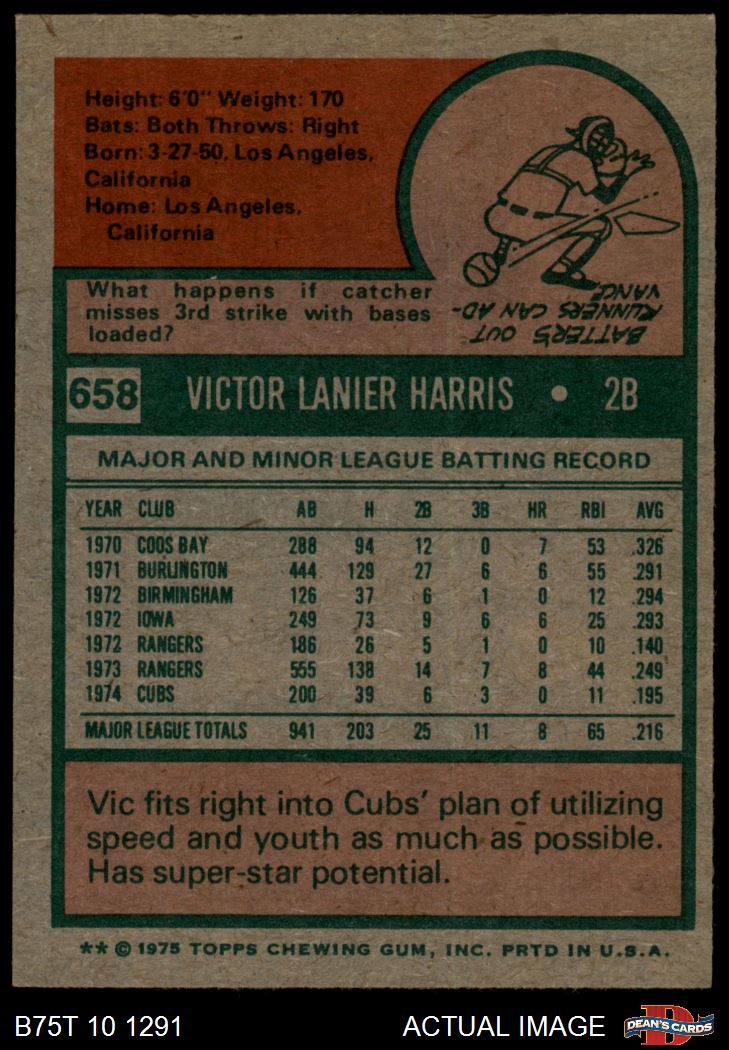 Height: 6'0" Weight: 170
Bats: Both Throws: Right
Born: 3-27-50, Los Angeles,
California
Home: Los Angeles,
California
What happens if catcher
misses 3rd strike with bases
loaded?
BATTER'S OUT
RUNNERS CAN AD-
VANCE.
658 VICTOR LANIER HARRIS • 2B
MAJOR AND MINOR LEAGUE BATTING RECORD
YEAR CLUB AB H 2B 3B HR RBI AVG
1970 COOS BAY 288 94 12 0 7 53 .326
1971 BURLINGTON 444 129 27 6 6 55 .291
1972 BIRMINGHAM 126 37 6 1 0 12 .294
1972 IOWA 249 73 9 6 6 25 .293
1972 RANGERS 186 26 5 1 0 10 .140
1973 RANGERS 555 138 14 7 8 44 .249
1974 CUBS 200 39 6 3 0 11 .195
MAJOR LEAGUE TOTALS 941 203 25 11 8 65 .216
Vic fits right into Cubs' plan of utilizing
speed and youth as much as possible.
Has super-star potential.
** © 1975 TOPPS CHEWING GUM, INC. PRTD IN U.S.A.
B75T 10 1291 ACTUAL IMAGE D DEAN'S CARDS